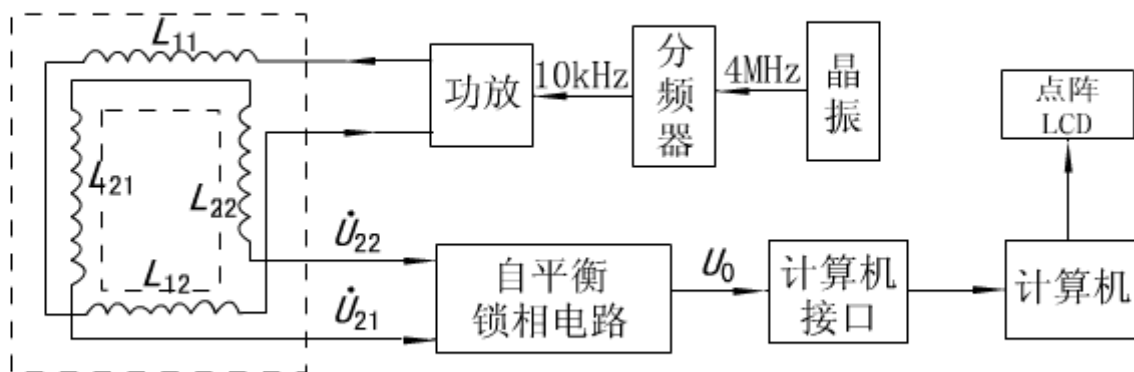 L11
功放
10kHz
分频器
4MHz
晶振
点阵
LCD
L21
L22
L12
U̇22
U̇21
自平衡
锁相电路
U0
计算机
接口
计算机